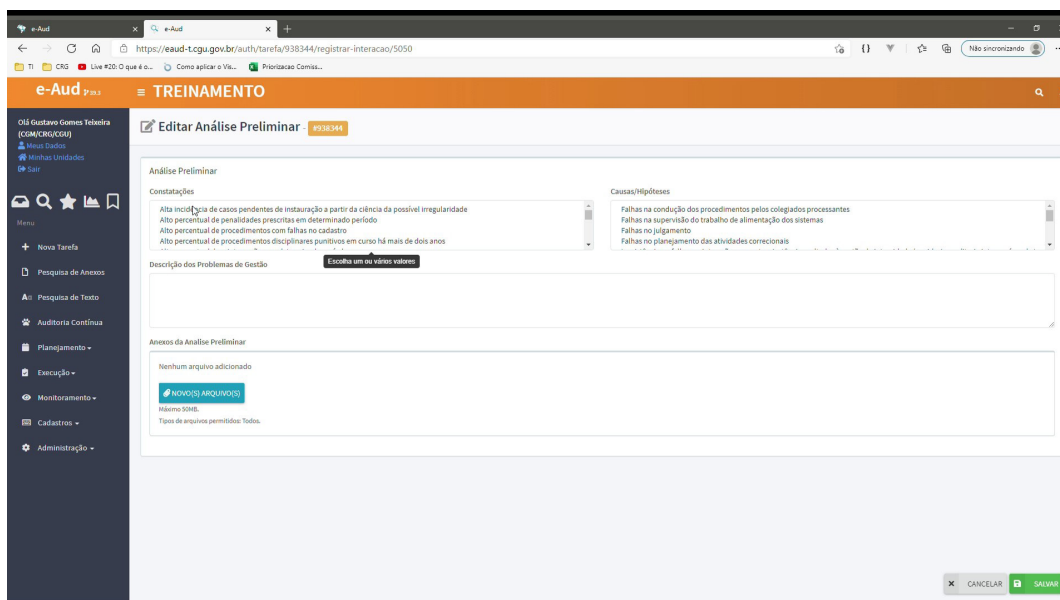 e-Aud
e-Aud
https://eaud-t.cgu.gov.br/auth/tarefa/938344/registrar-interacao/5050
Não sincronizando
TI
CRG
Live #20: O que é o...
Como aplicar o Vis...
Priorizacao Comiss...
e-Aud
TREINAMENTO
Olá Gustavo Gomes Teixeira
(CGM/CRG/CGU)
Meus Dados
Minhas Unidades
Sair
Menu
Nova Tarefa
Pesquisa de Anexos
Pesquisa de Texto
Auditoria Contínua
Planejamento
Execução
Monitoramento
Cadastros
Administração
Editar Análise Preliminar - #938344
Análise Preliminar
Constatações
Alta incidência de casos pendentes de instauração a partir da ciência da possível irregularidade
Alto percentual de penalidades prescritas em determinado período
Alto percentual de procedimentos com falhas no cadastro
Alto percentual de procedimentos disciplinares punitivos em curso há mais de dois anos
Escolha um ou vários valores
Causas/Hipóteses
Falhas na condução dos procedimentos pelos colegiados processantes
Falhas na supervisão do trabalho de alimentação dos sistemas
Falhas no julgamento
Falhas no planejamento das atividades correcionais
Descrição dos Problemas de Gestão
Anexos da Analise Preliminar
Nenhum arquivo adicionado
NOVO(S) ARQUIVO(S)
Máximo 50MB.
Tipos de arquivos permitidos: Todos.
CANCELAR
SALVAR